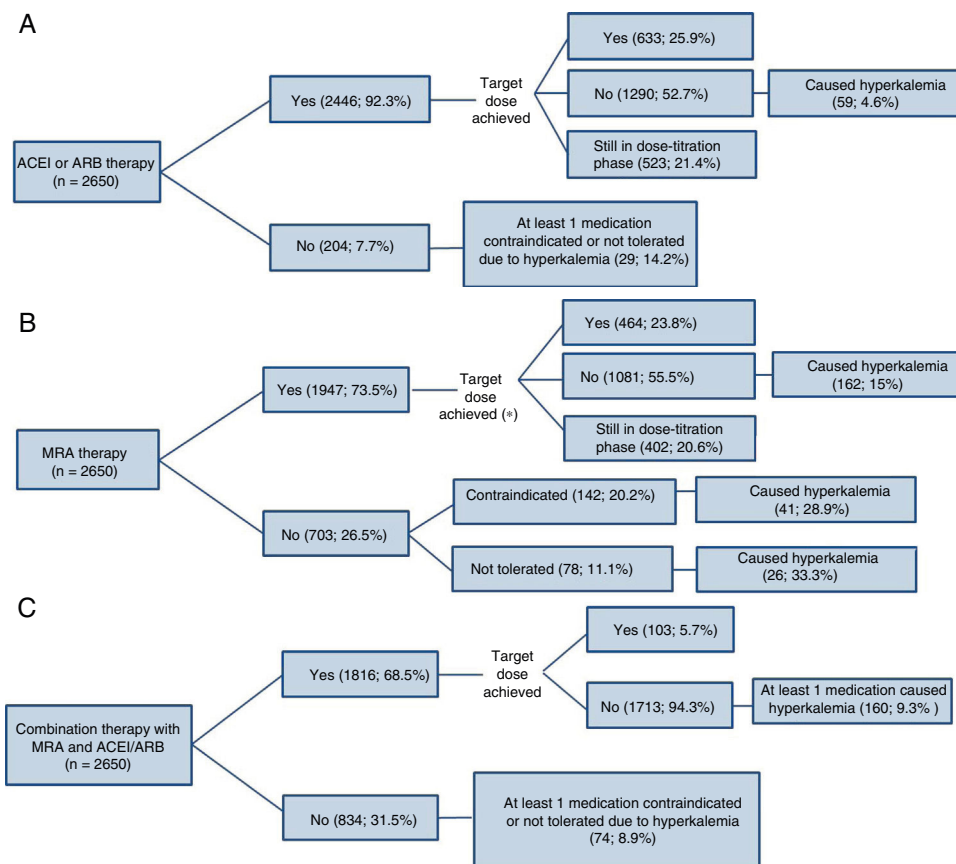 A
ACEI or ARB therapy
(n = 2650)
Yes (2446; 92.3%)
Target
dose
achieved
Yes (633; 25.9%)
No (1290; 52.7%)
Caused hyperkalemia
(59; 4.6%)
Still in dose-titration
phase (523; 21.4%)
No (204; 7.7%)
At least 1 medication
contraindicated or not tolerated
due to hyperkalemia (29; 14.2%)
B
MRA therapy
(n = 2650)
Yes (1947; 73.5%)
Target
dose
achieved (*)
Yes (464; 23.8%)
No (1081; 55.5%)
Caused hyperkalemia
(162; 15%)
Still in dose-titration
phase (402; 20.6%)
No (703; 26.5%)
Contraindicated (142; 20.2%)
Caused hyperkalemia
(41; 28.9%)
Not tolerated (78; 11.1%)
Caused hyperkalemia
(26; 33.3%)
C
Combination therapy with
MRA and ACEI/ARB
(n = 2650)
Yes (1816; 68.5%)
Target
dose
achieved
Yes (103; 5.7%)
No (1713; 94.3%)
At least 1 medication caused
hyperkalemia (160; 9.3% )
No (834; 31.5%)
At least 1 medication contraindicated
or not tolerated due to hyperkalemia
(74; 8.9%)